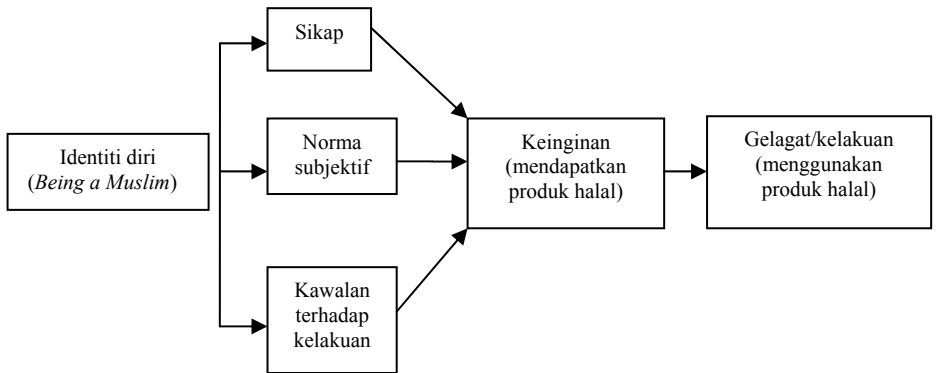 Sikap
Identiti diri
(Being a Muslim)
Norma
subjektif
Kawalan
terhadap
kelakuan
Keinginan
(mendapatkan
produk halal)
Gelagat/kelakuan
(menggunakan
produk halal)